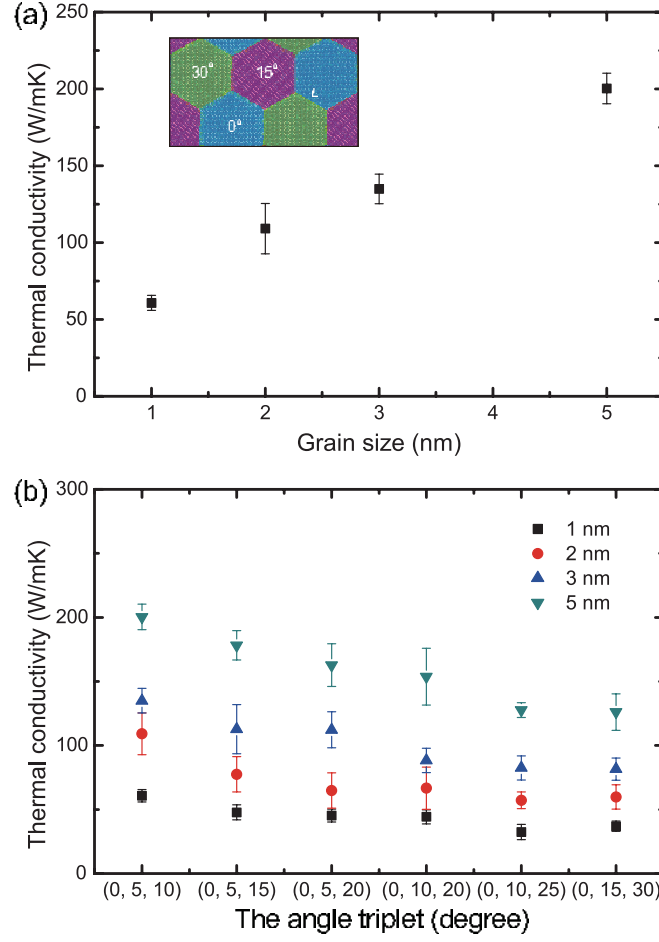 (a)
250
200
150
100
50
0
Thermal conductivity (W/mK)
30° 15°
L
0°
1 2 3 4 5
Grain size (nm)
(b)
300
200
100
0
Thermal conductivity (W/mK)
1 nm
2 nm
3 nm
5 nm
(0, 5, 10) (0, 5, 15) (0, 5, 20) (0, 10, 20) (0, 10, 25) (0, 15, 30)
The angle triplet (degree)